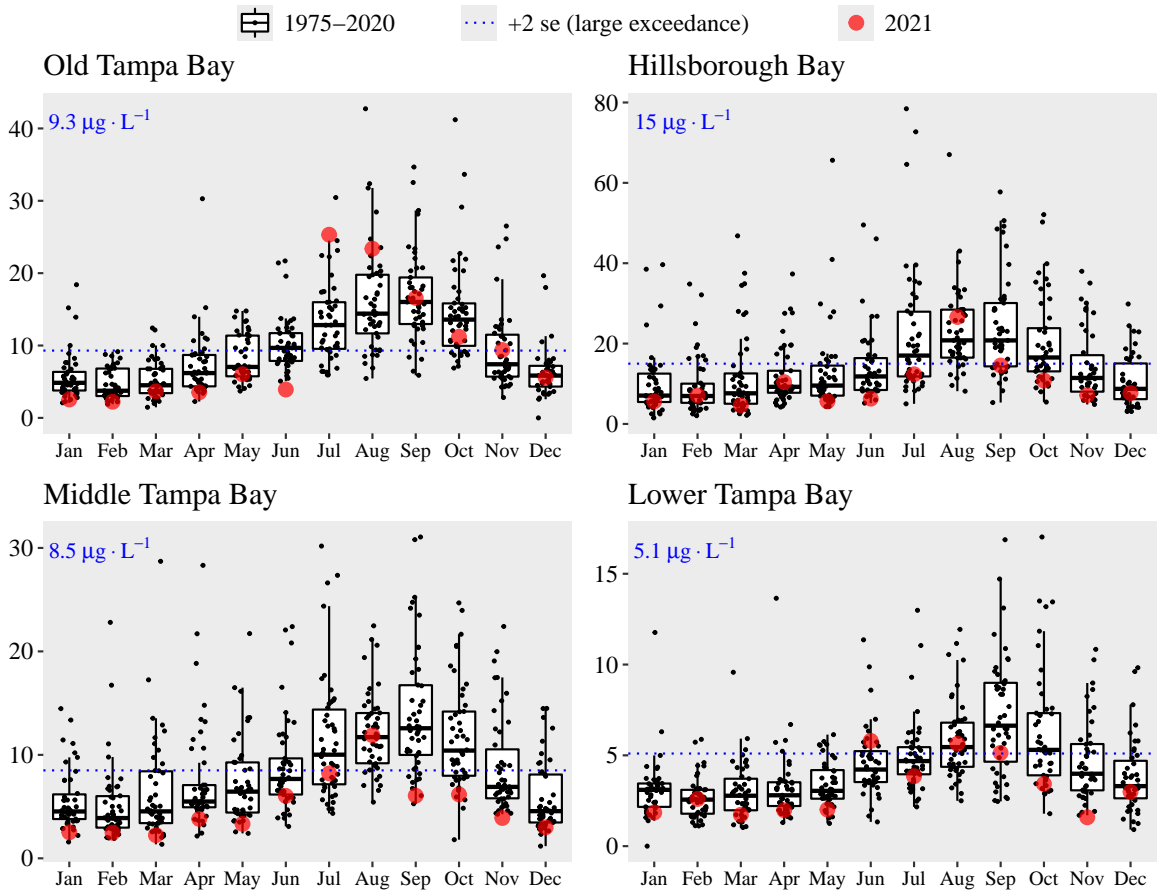 1975–2020 +2 se (large exceedance) 2021
Old Tampa Bay
9.3 µg · L⁻¹
40
30
20
10
0
Jan Feb Mar Apr May Jun Jul Aug Sep Oct Nov Dec
Hillsborough Bay
15 µg · L⁻¹
80
60
40
20
0
Jan Feb Mar Apr May Jun Jul Aug Sep Oct Nov Dec
Middle Tampa Bay
8.5 µg · L⁻¹
30
20
10
0
Jan Feb Mar Apr May Jun Jul Aug Sep Oct Nov Dec
Lower Tampa Bay
5.1 µg · L⁻¹
15
10
5
0
Jan Feb Mar Apr May Jun Jul Aug Sep Oct Nov Dec